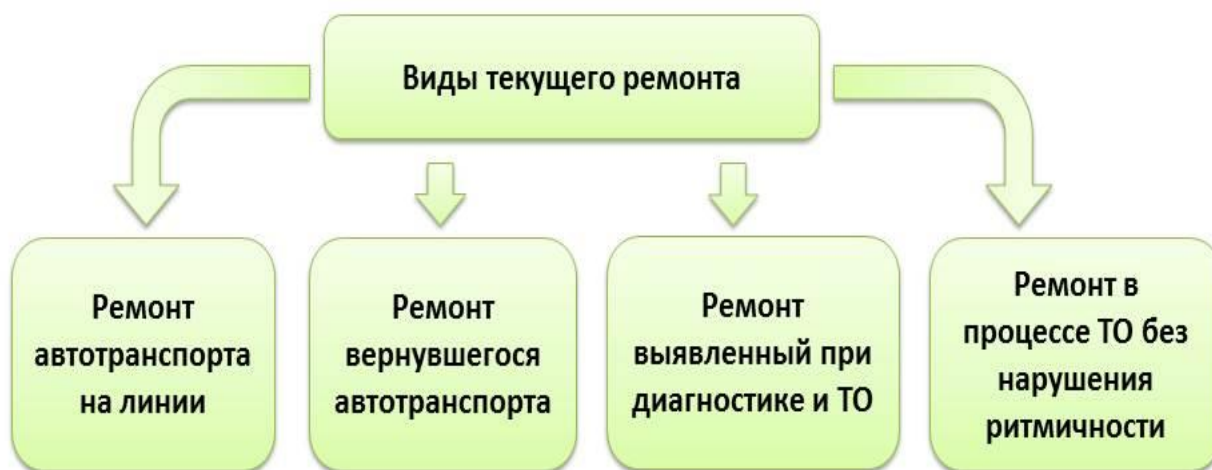 Виды текущего ремонта
Ремонт
автотранспорта
на линии
Ремонт
вернувшегося
автотранспорта
Ремонт
выявленный при
диагностике и ТО
Ремонт в
процессе ТО без
нарушения
ритмичности